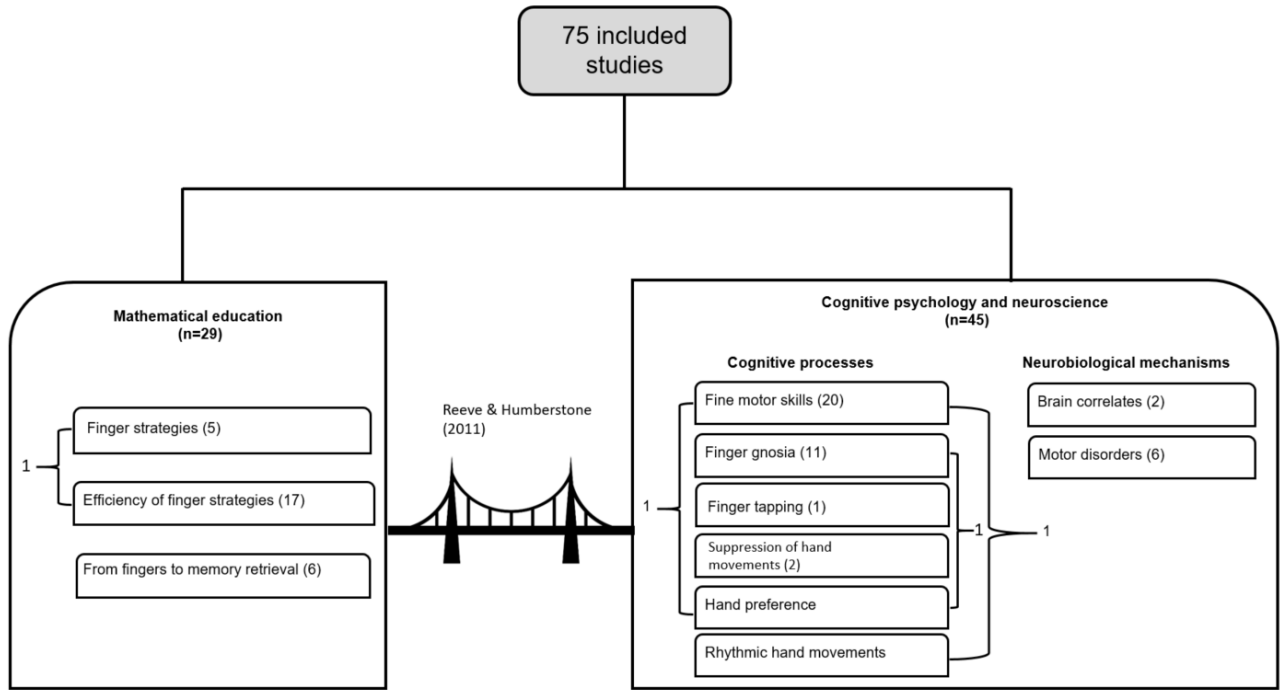 75 included
studies
Mathematical education
(n=29)
Finger strategies (5)
1
Efficiency of finger strategies (17)
From fingers to memory retrieval (6)
Reeve & Humberstone
(2011)
Cognitive psychology and neuroscience
(n=45)
Cognitive processes
Fine motor skills (20)
Finger gnosia (11)
Finger tapping (1)
1
Suppression of hand
movements (2)
1
1
Hand preference
Rhythmic hand movements
Neurobiological mechanisms
Brain correlates (2)
Motor disorders (6)